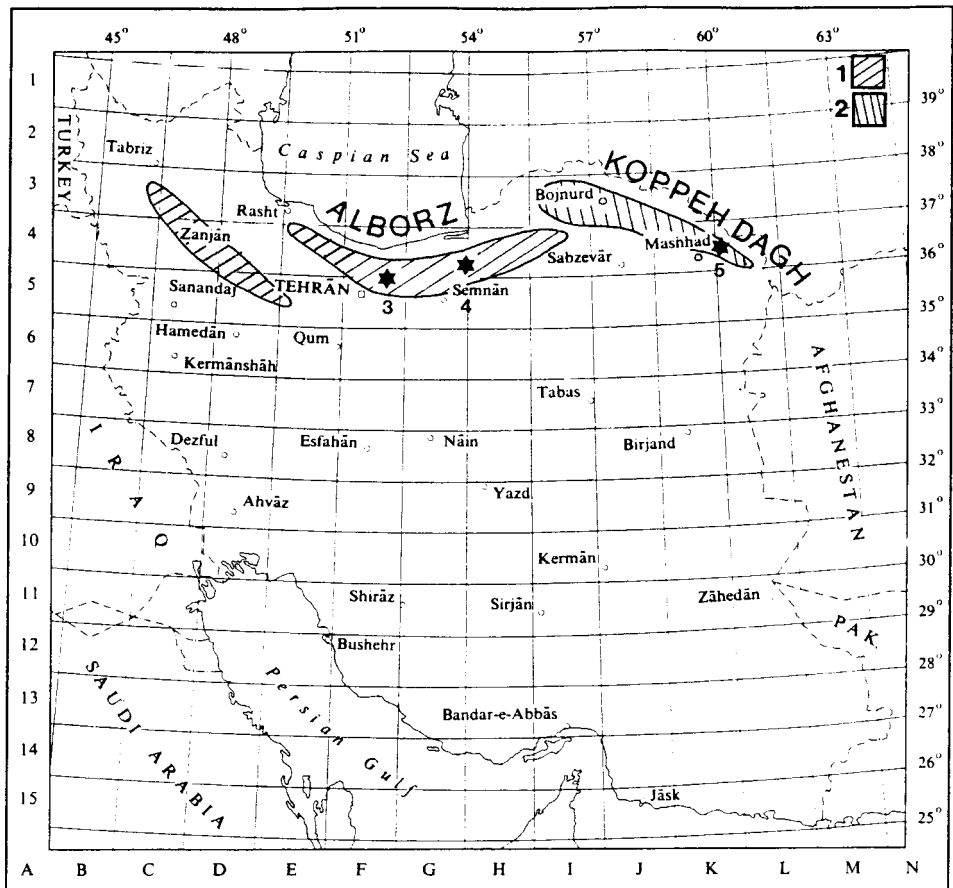 45° 48° 51° 54° 57° 60° 63°
1
2
1 39°
2 TURKEY
Tabriz
Caspian Sea
38°
3
KOPPEH DAGH
Bojnurd
37°
Rasht
ALBORZ
4
Zanjān
Mashhad
36°
Sabzevār
5
Sanandaj
TEHRĀN
3
4
Semnān
5
35°
6
Hamedān
Qum
34°
Kermānshāh
7
Tabas
33°
AFGHANESTAN
8
IRAQ
Dezful
Esfahān
Nāin
Birjand
32°
9
Ahvāz
Yazd
31°
10
Kermān
30°
11
Shirāz
Sirjān
Zāhedān
29°
PAK.
12
Bushehr
28°
13
SAUDI ARABIA
Persian Gulf
Bandar-e-Abbās
27°
14
26°
15
Jāsk
25°
A B C D E F G H I J K L M N